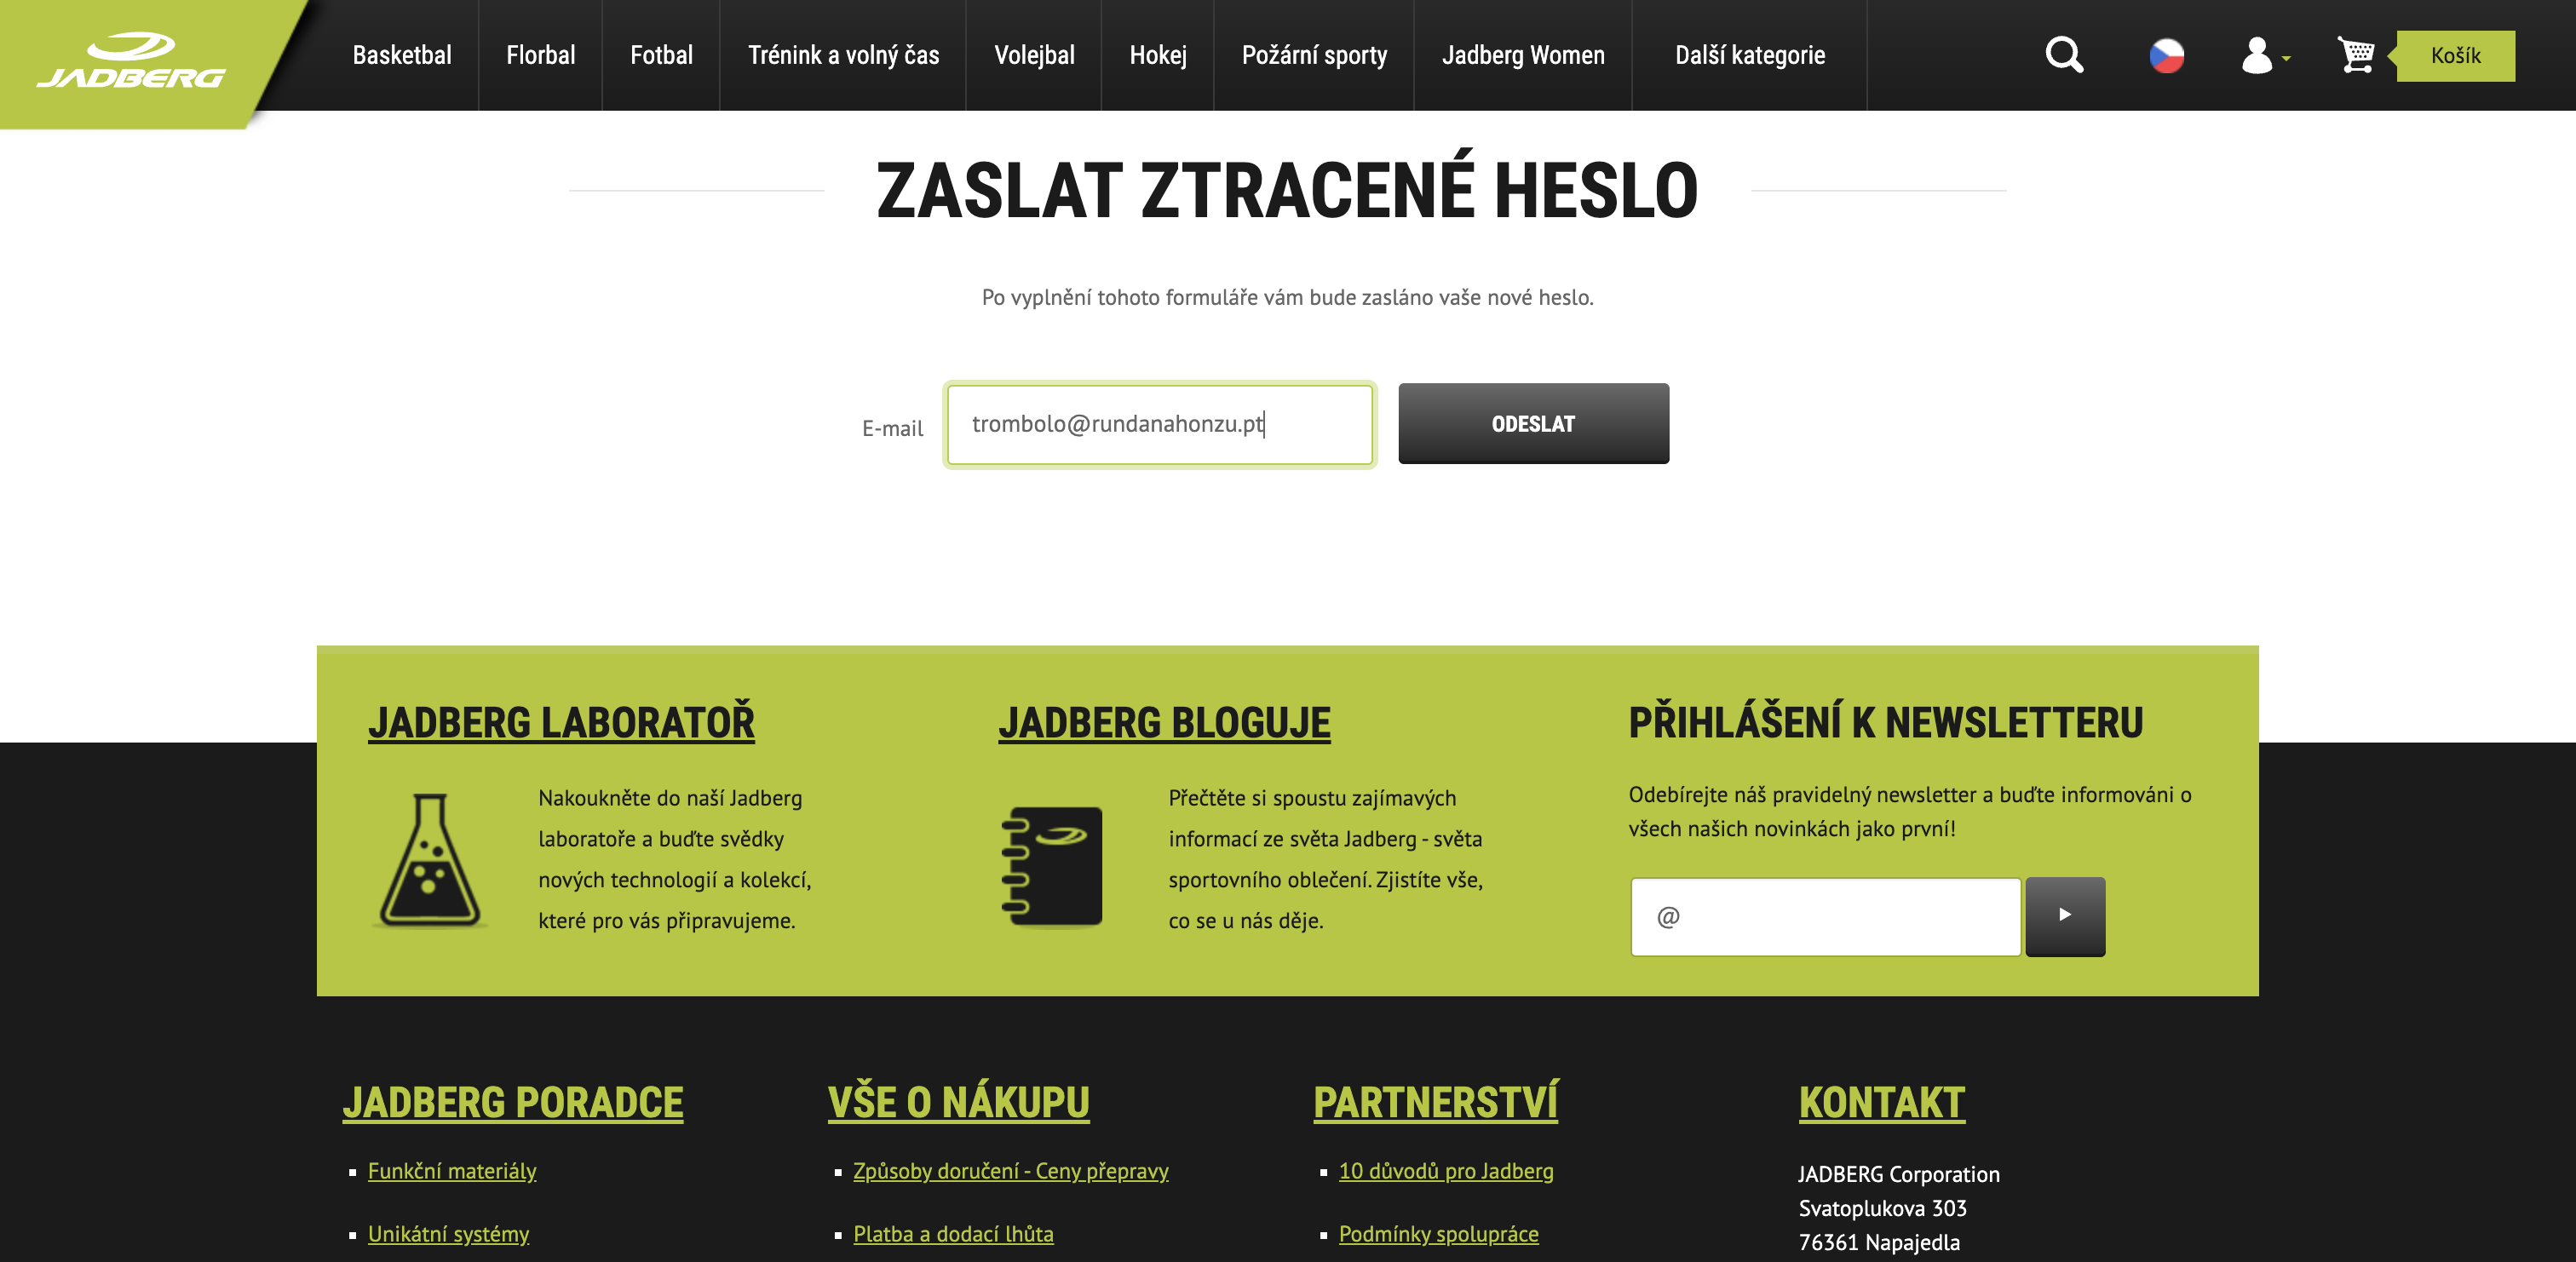 JADBERG
Basketbal
Florbal
Fotbal
Trénink a volný čas
Volejbal
Hokej
Požární sporty
Jadberg Women
Další kategorie
Košík
ZASLAT ZTRACENÉ HESLO
Po vyplnění tohoto formuláře vám bude zasláno vaše nové heslo.
E-mail
trombolo@rundanahonzu.pt
ODESLAT
JADBERG LABORATOŘ
Nakoukněte do naší Jadberg
laboratoře a buďte svědky
nových technologií a kolekcí,
které pro vás připravujeme.
JADBERG BLOGUJE
Přečtěte si spoustu zajímavých
informací ze světa Jadberg - světa
sportovního oblečení. Zjistíte vše,
co se u nás děje.
PŘIHLÁŠENÍ K NEWSLETTERU
Odebírejte náš pravidelný newsletter a buďte informováni o
všech našich novinkách jako první!
@
JADBERG PORADCE
Funkční materiály
Unikátní systémy
VŠE O NÁKUPU
Způsoby doručení - Ceny přepravy
Platba a dodací lhůta
PARTNERSTVÍ
10 důvodů pro Jadberg
Podmínky spolupráce
KONTAKT
JADBERG Corporation
Svatoplukova 303
76361 Napajedla